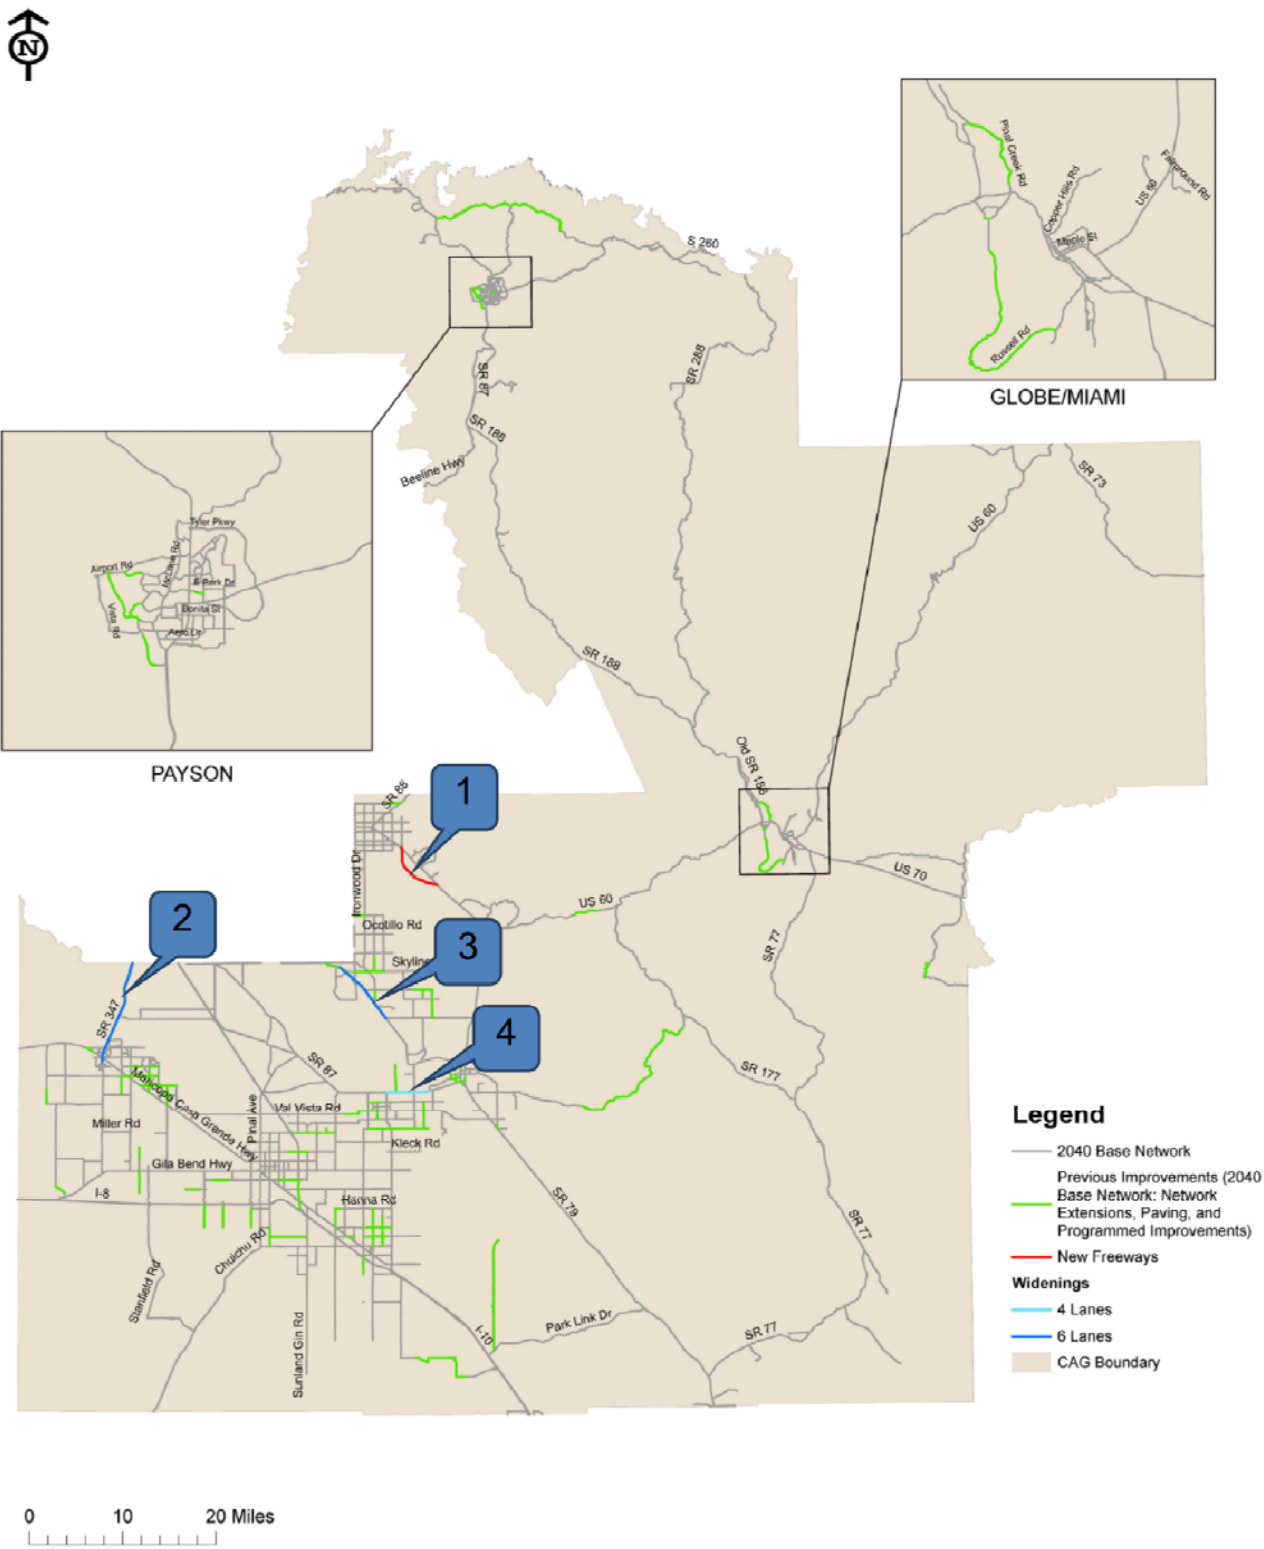 N
Pinal Creek Rd
Copper Hills Rd
US 60
Fairground Rd
Maple St
Russell Rd
GLOBE/MIAMI
S 260
SR 87
SR 188
SR 288
Beeline Hwy
SR 73
US 60
Tyler Pkwy
McLane Rd
Airport Rd
E Park Dr
Vista Rd
Bonita St
Aero Dr
PAYSON
SR 188
Old SR 188
1
SR 88
Ironwood Dr
US 70
US 60
2
Ocotillo Rd
3
SR 77
Skyline
SR 347
4
SR 87
SR 177
Maricopa Casa Grande Hwy
Pinal Ave
Val Vista Rd
Miller Rd
Kleck Rd
Gila Bend Hwy
I-8
Hanna Rd
SR 79
SR 77
Chuichu Rd
Stanfield Rd
Sunland Gin Rd
I-10
Park Link Dr
SR 77
Legend
2040 Base Network
Previous Improvements (2040
Base Network: Network
Extensions, Paving, and
Programmed Improvements)
New Freeways
Widenings
4 Lanes
6 Lanes
CAG Boundary
0 10 20 Miles